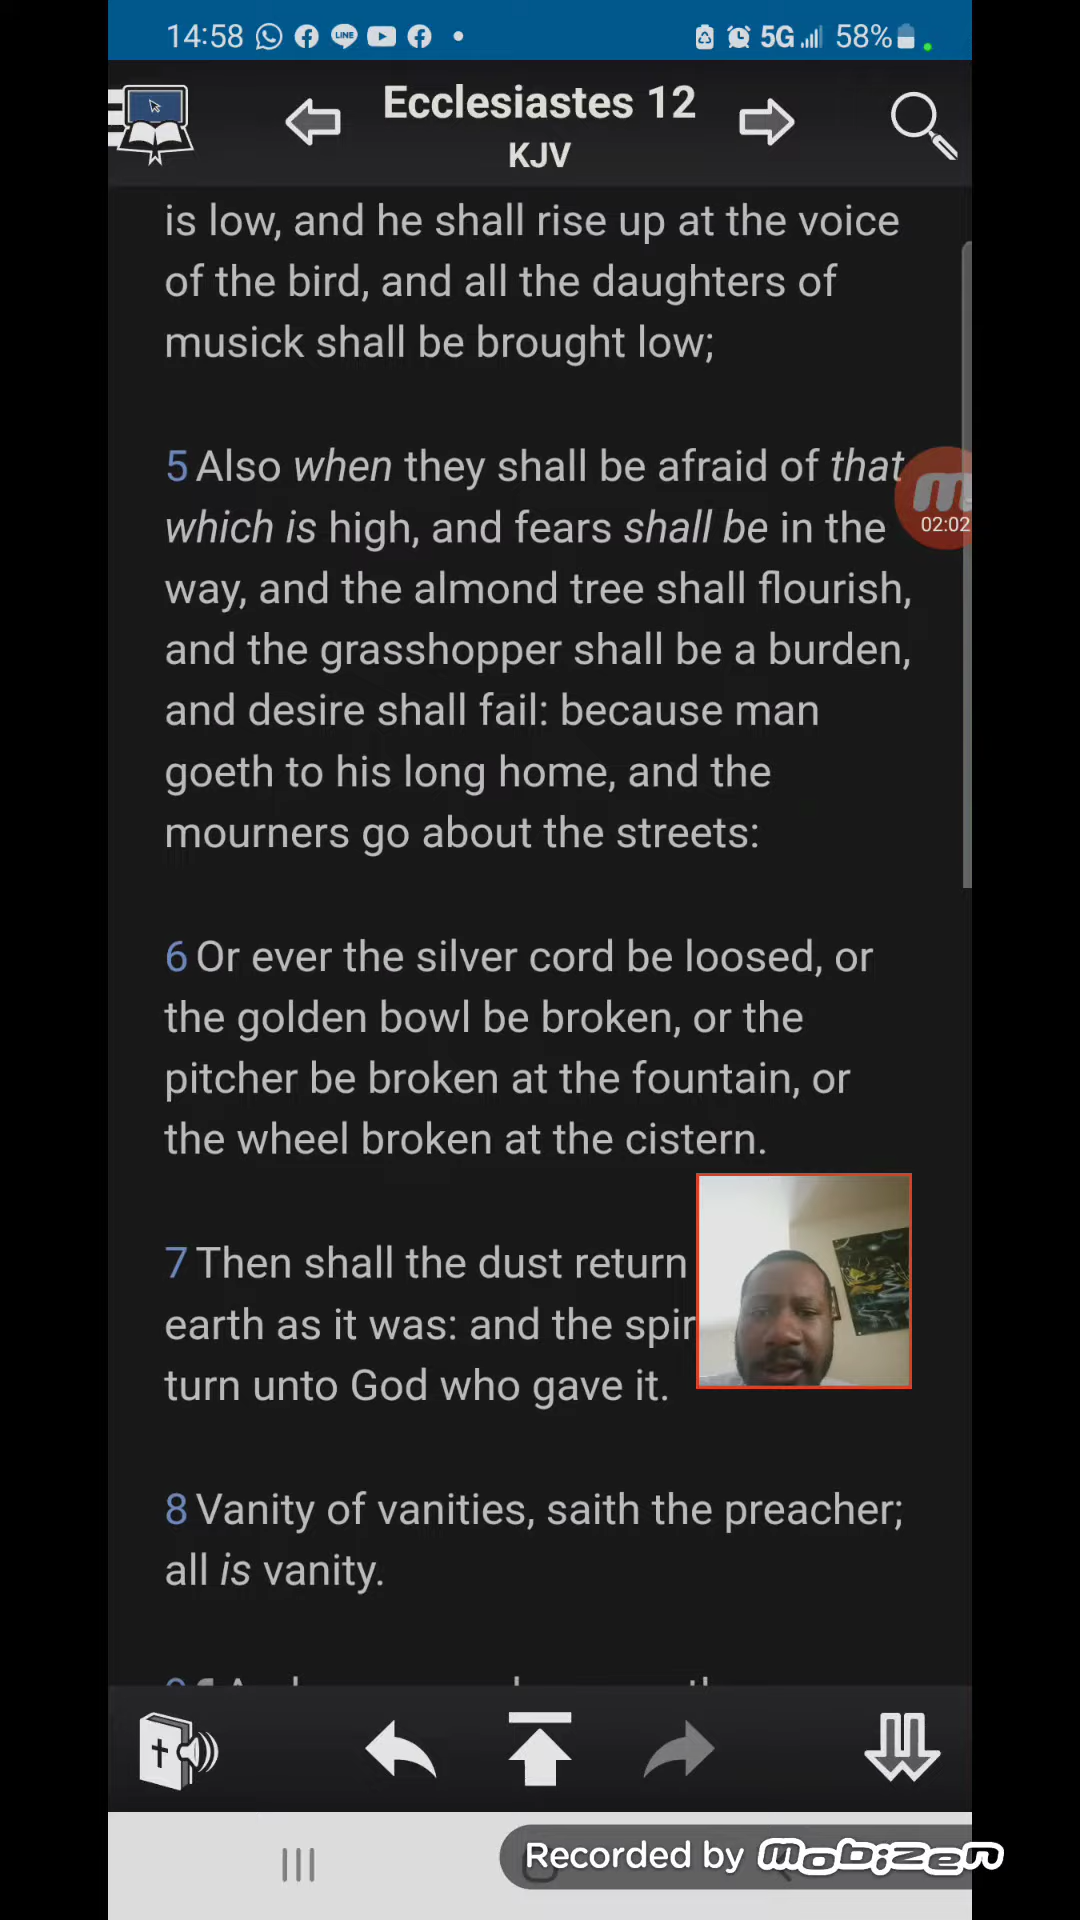 14:58 LINE 5G 58%
Ecclesiastes 12
KJV
is low, and he shall rise up at the voice
of the bird, and all the daughters of
musick shall be brought low;
5 Also when they shall be afraid of that
which is high, and fears shall be in the
way, and the almond tree shall flourish,
and the grasshopper shall be a burden,
and desire shall fail: because man
goeth to his long home, and the
mourners go about the streets:
02:02
6 Or ever the silver cord be loosed, or
the golden bowl be broken, or the
pitcher be broken at the fountain, or
the wheel broken at the cistern.
7 Then shall the dust return
earth as it was: and the spir
turn unto God who gave it.
8 Vanity of vanities, saith the preacher;
all is vanity.
Recorded by mobizen